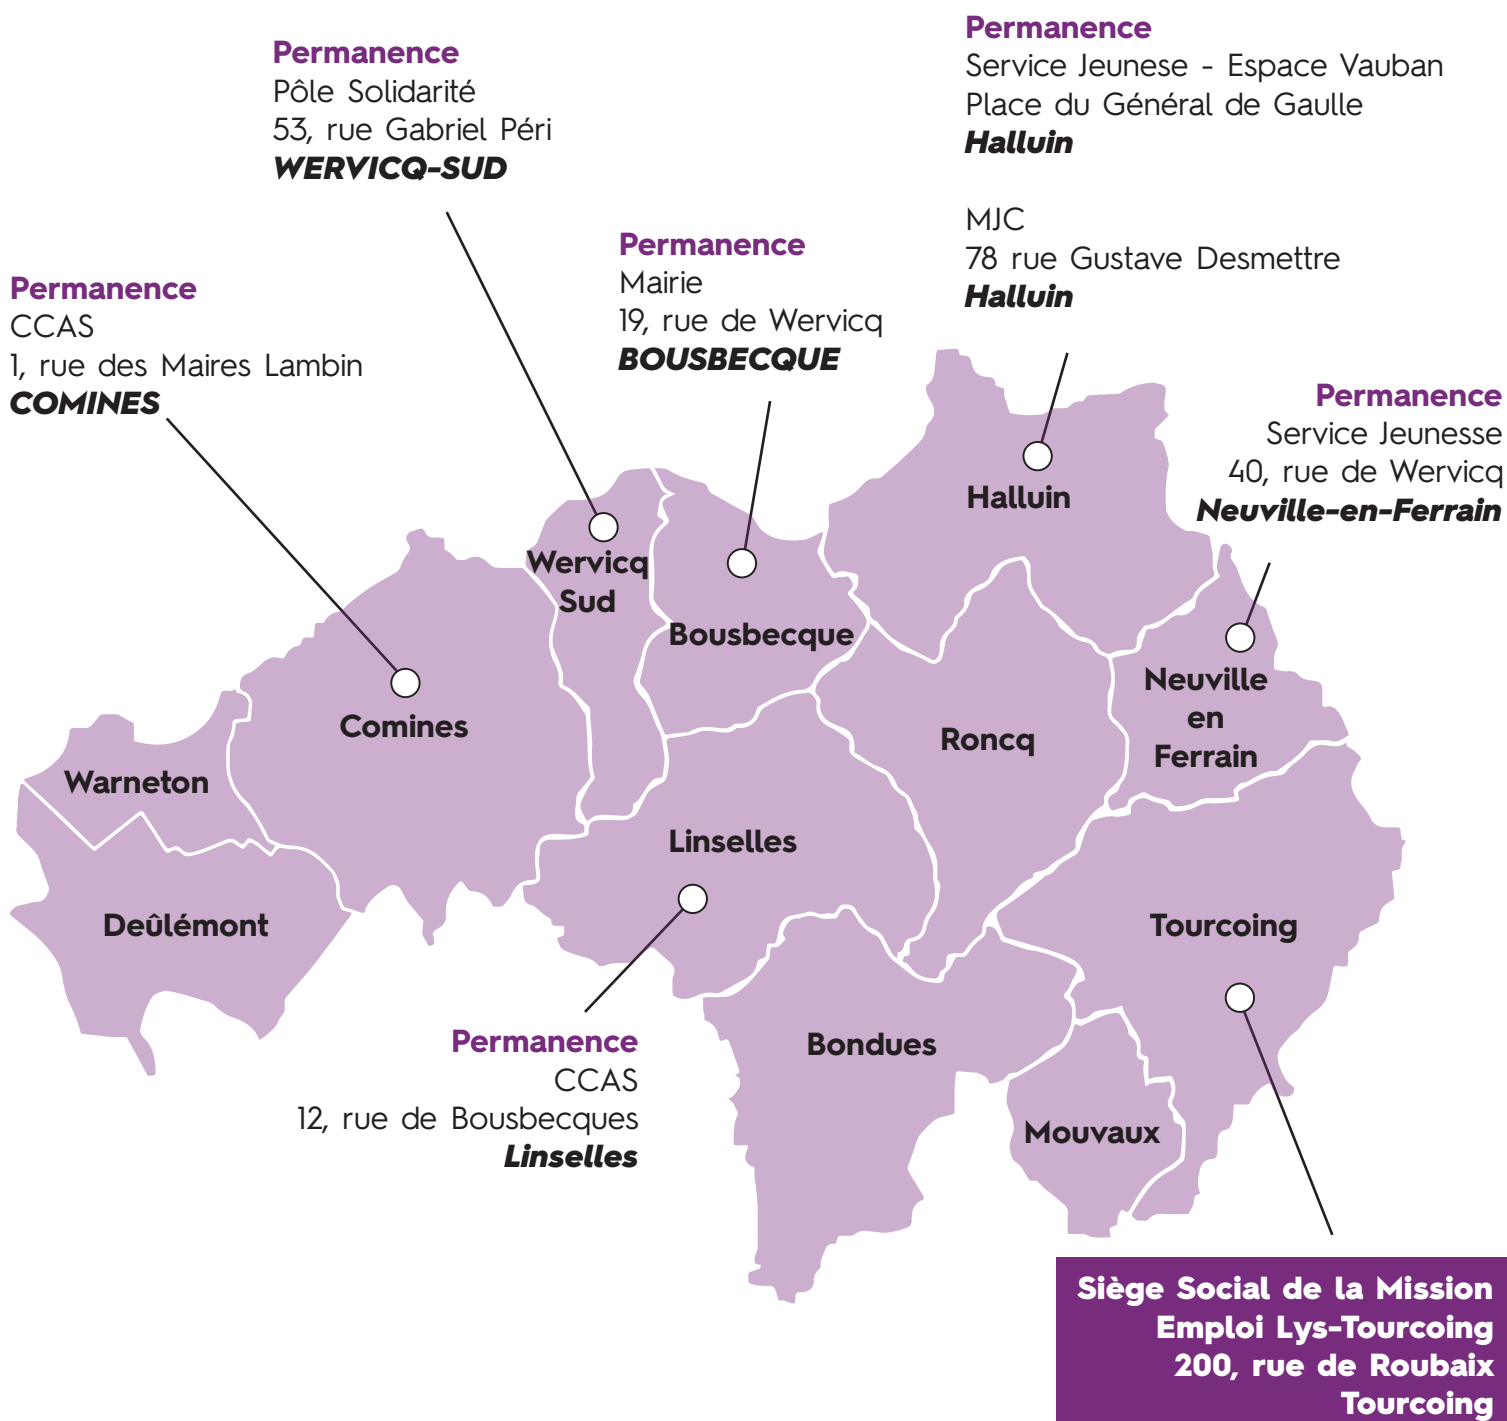 Permanence
Pôle Solidarité
53, rue Gabriel Péri
WERVICQ-SUD
Permanence
Service Jeunese - Espace Vauban
Place du Général de Gaulle
Halluin
MJC
78 rue Gustave Desmettre
Halluin
Permanence
Mairie
19, rue de Wervicq
BOUSBECQUE
Permanence
CCAS
1, rue des Maires Lambin
COMINES
Permanence
Service Jeunesse
40, rue de Wervicq
Neuville-en-Ferrain
Halluin
Wervicq
Sud
Bousbecque
Neuville
en
Ferrain
Comines
Roncq
Warneton
Linselles
Deûlémont
Tourcoing
Bondues
Mouvaux
Permanence
CCAS
12, rue de Bousbecques
Linselles
Siège Social de la Mission
Emploi Lys-Tourcoing
200, rue de Roubaix
Tourcoing